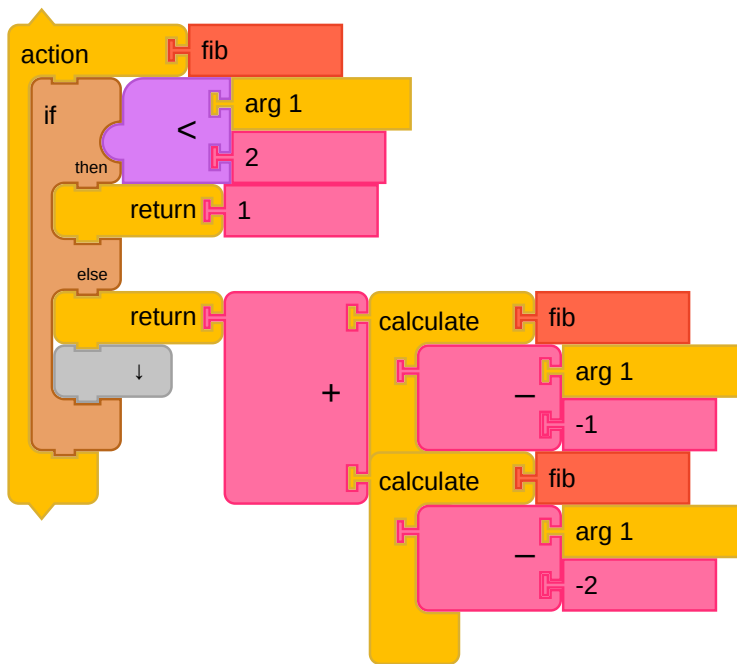 action fib
if < arg 1
then 2
return 1
else
return + calculate fib
↓ – arg 1
-1
calculate fib
– arg 1
-2